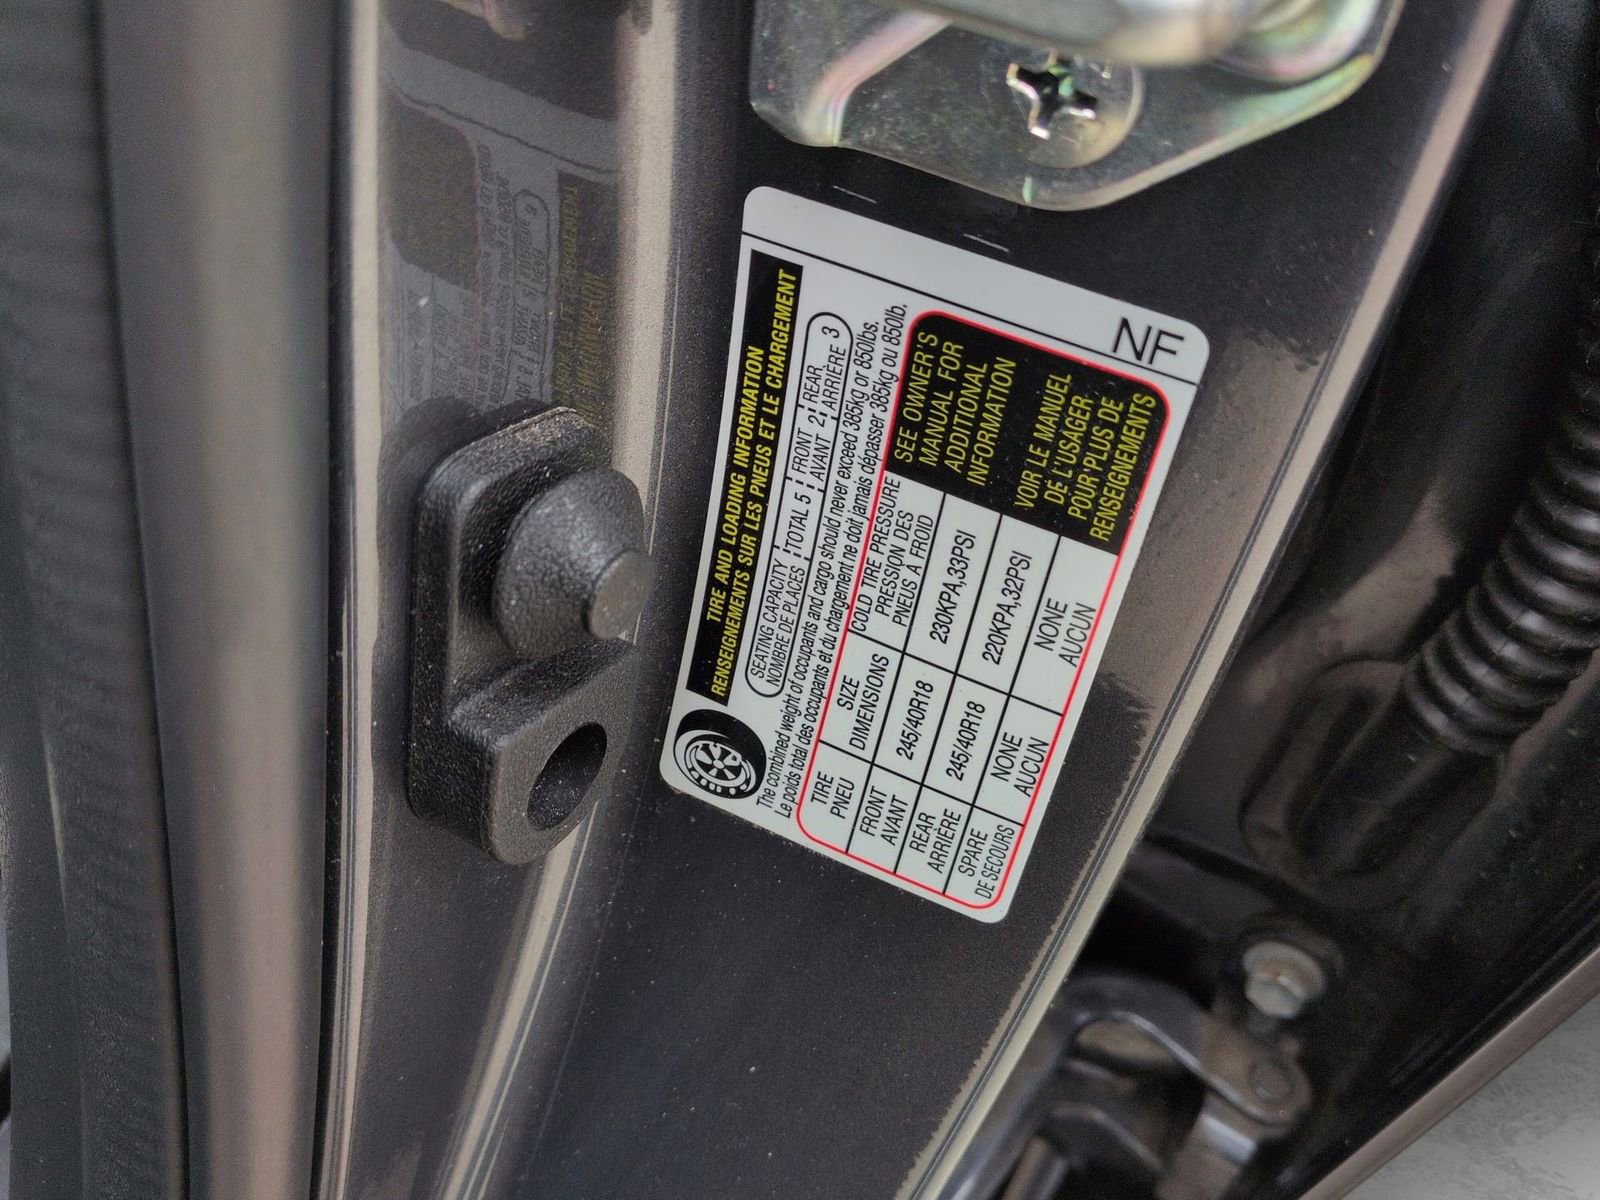 NF
TIRE AND LOADING INFORMATION
RENSEIGNEMENTS SUR LES PNEUS ET LE CHARGEMENT
SEATING CAPACITY TOTAL 5 FRONT 2 REAR 3
NOMBRE DE PLACES AVANT ARRIÈRE
The combined weight of occupants and cargo should never exceed 385kg or 850lbs.
Le poids total des occupants et du chargement ne doit jamais dépasser 385kg ou 850lb.
TIRE SIZE COLD TIRE PRESSURE
PNEU DIMENSIONS PRESSION DES
PNEUS À FROID
FRONT 245/40R18 230KPA,33PSI
AVANT
REAR 245/40R18 220KPA,32PSI
ARRIÈRE
SPARE NONE NONE
DE SECOURS AUCUN AUCUN
SEE OWNER'S
MANUAL FOR
ADDITIONAL
INFORMATION
VOIR LE MANUEL
DE L'USAGER
POUR PLUS DE
RENSEIGNEMENTS